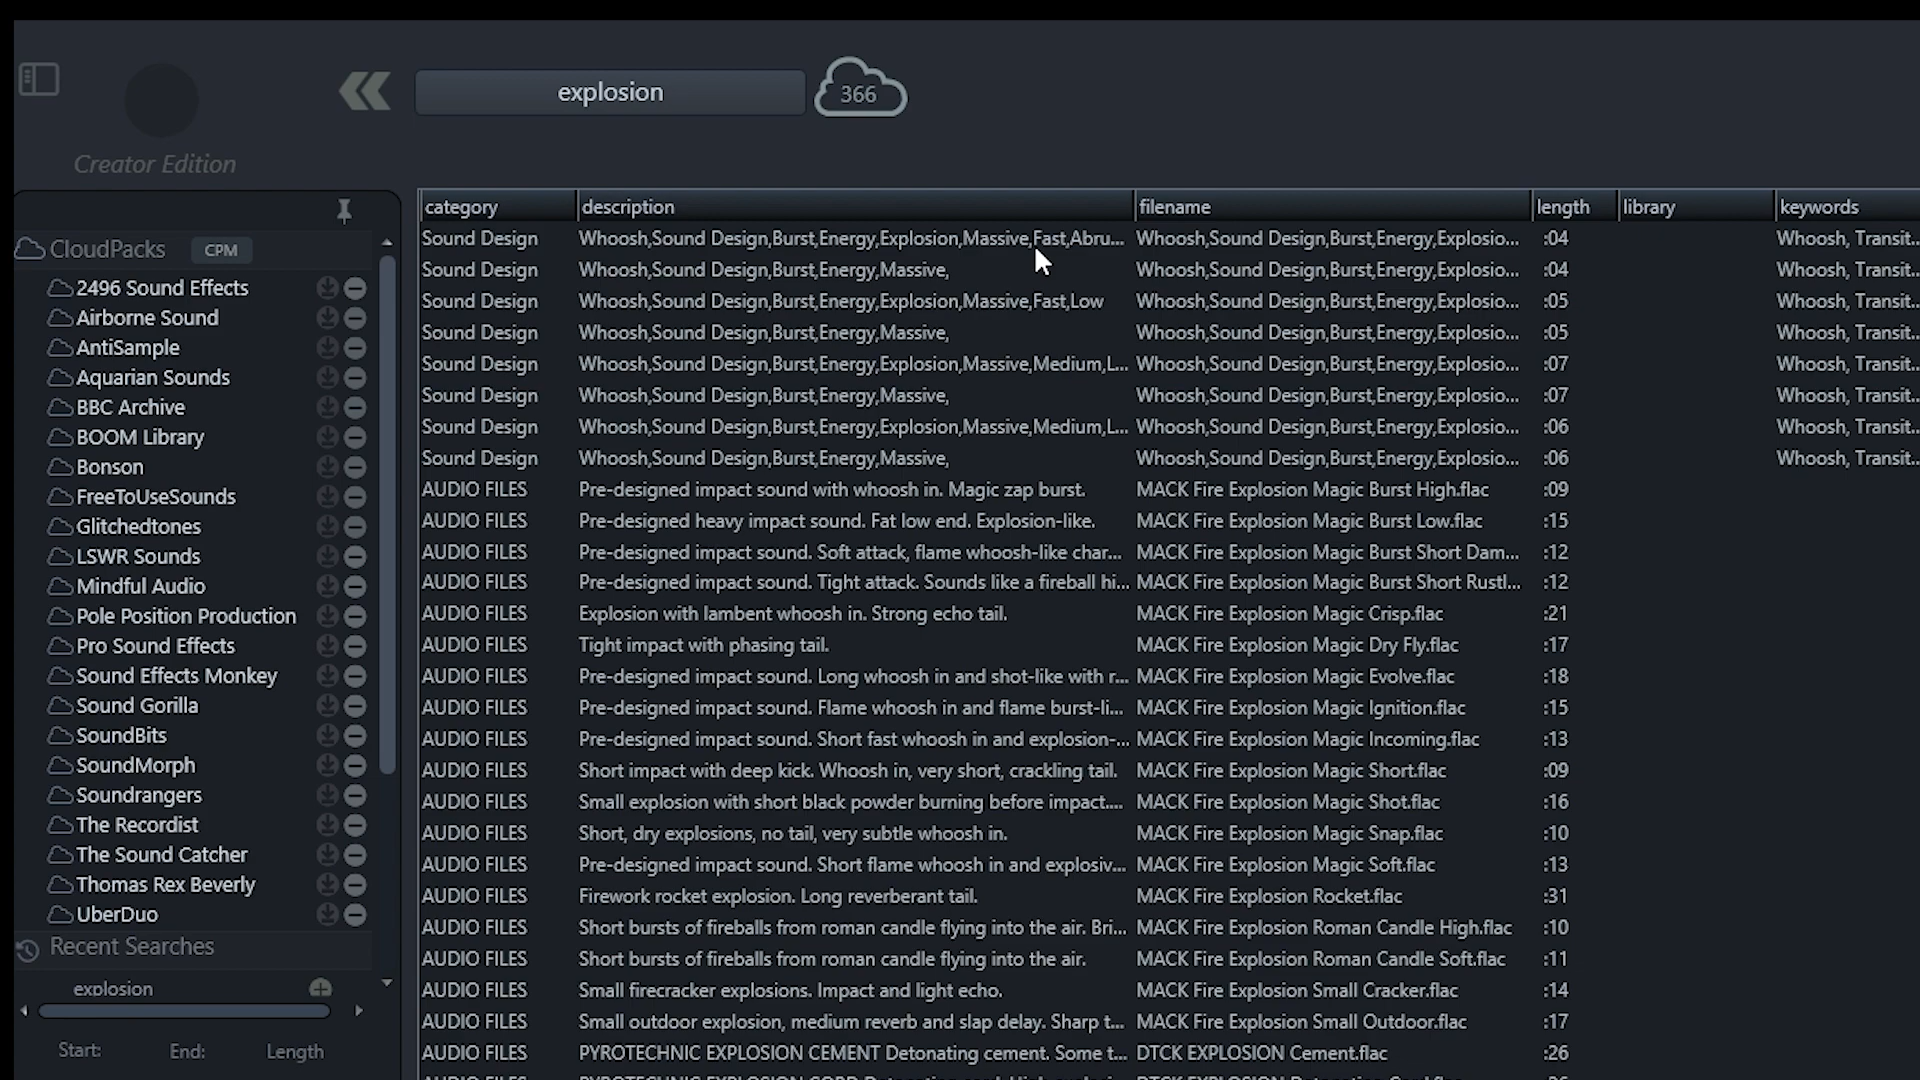 explosion
366
Creator Edition
CloudPacks CPM
2496 Sound Effects
Airborne Sound
AntiSample
Aquarian Sounds
BBC Archive
BOOM Library
Bonson
FreeToUseSounds
Glitchedtones
LSWR Sounds
Mindful Audio
Pole Position Production
Pro Sound Effects
Sound Effects Monkey
Sound Gorilla
SoundBits
SoundMorph
Soundrangers
The Recordist
The Sound Catcher
Thomas Rex Beverly
UberDuo
Recent Searches
explosion
Start: End: Length
category description filename length library keywords
Sound Design Whoosh,Sound Design,Burst,Energy,Explosion,Massive,Fast,Abru... Whoosh,Sound Design,Burst,Energy,Explosio... :04 Whoosh, Transit...
Sound Design Whoosh,Sound Design,Burst,Energy,Massive, Whoosh,Sound Design,Burst,Energy,Explosio... :04 Whoosh, Transit...
Sound Design Whoosh,Sound Design,Burst,Energy,Explosion,Massive,Fast,Low Whoosh,Sound Design,Burst,Energy,Explosio... :05 Whoosh, Transit...
Sound Design Whoosh,Sound Design,Burst,Energy,Massive, Whoosh,Sound Design,Burst,Energy,Explosio... :05 Whoosh, Transit...
Sound Design Whoosh,Sound Design,Burst,Energy,Explosion,Massive,Medium,L... Whoosh,Sound Design,Burst,Energy,Explosio... :07 Whoosh, Transit...
Sound Design Whoosh,Sound Design,Burst,Energy,Massive, Whoosh,Sound Design,Burst,Energy,Explosio... :07 Whoosh, Transit...
Sound Design Whoosh,Sound Design,Burst,Energy,Explosion,Massive,Medium,L... Whoosh,Sound Design,Burst,Energy,Explosio... :06 Whoosh, Transit...
Sound Design Whoosh,Sound Design,Burst,Energy,Massive, Whoosh,Sound Design,Burst,Energy,Explosio... :06 Whoosh, Transit...
AUDIO FILES Pre-designed impact sound with whoosh in. Magic zap burst. MACK Fire Explosion Magic Burst High.flac :09
AUDIO FILES Pre-designed heavy impact sound. Fat low end. Explosion-like. MACK Fire Explosion Magic Burst Low.flac :15
AUDIO FILES Pre-designed impact sound. Soft attack, flame whoosh-like char... MACK Fire Explosion Magic Burst Short Dam... :12
AUDIO FILES Pre-designed impact sound. Tight attack. Sounds like a fireball hi... MACK Fire Explosion Magic Burst Short Rustl... :12
AUDIO FILES Explosion with lambent whoosh in. Strong echo tail. MACK Fire Explosion Magic Crisp.flac :21
AUDIO FILES Tight impact with phasing tail. MACK Fire Explosion Magic Dry Fly.flac :17
AUDIO FILES Pre-designed impact sound. Long whoosh in and shot-like with r... MACK Fire Explosion Magic Evolve.flac :18
AUDIO FILES Pre-designed impact sound. Flame whoosh in and flame burst-li... MACK Fire Explosion Magic Ignition.flac :15
AUDIO FILES Pre-designed impact sound. Short fast whoosh in and explosion-... MACK Fire Explosion Magic Incoming.flac :13
AUDIO FILES Short impact with deep kick. Whoosh in, very short, crackling tail. MACK Fire Explosion Magic Short.flac :09
AUDIO FILES Small explosion with short black powder burning before impact.... MACK Fire Explosion Magic Shot.flac :16
AUDIO FILES Short, dry explosions, no tail, very subtle whoosh in. MACK Fire Explosion Magic Snap.flac :10
AUDIO FILES Pre-designed impact sound. Short flame whoosh in and explosiv... MACK Fire Explosion Magic Soft.flac :13
AUDIO FILES Firework rocket explosion. Long reverberant tail. MACK Fire Explosion Rocket.flac :31
AUDIO FILES Short bursts of fireballs from roman candle flying into the air. Bri... MACK Fire Explosion Roman Candle High.flac :10
AUDIO FILES Short bursts of fireballs from roman candle flying into the air. MACK Fire Explosion Roman Candle Soft.flac :11
AUDIO FILES Small firecracker explosions. Impact and light echo. MACK Fire Explosion Small Cracker.flac :14
AUDIO FILES Small outdoor explosion, medium reverb and slap delay. Sharp t... MACK Fire Explosion Small Outdoor.flac :17
AUDIO FILES PYROTECHNIC EXPLOSION CEMENT Detonating cement. Some t... DTCK EXPLOSION Cement.flac :26